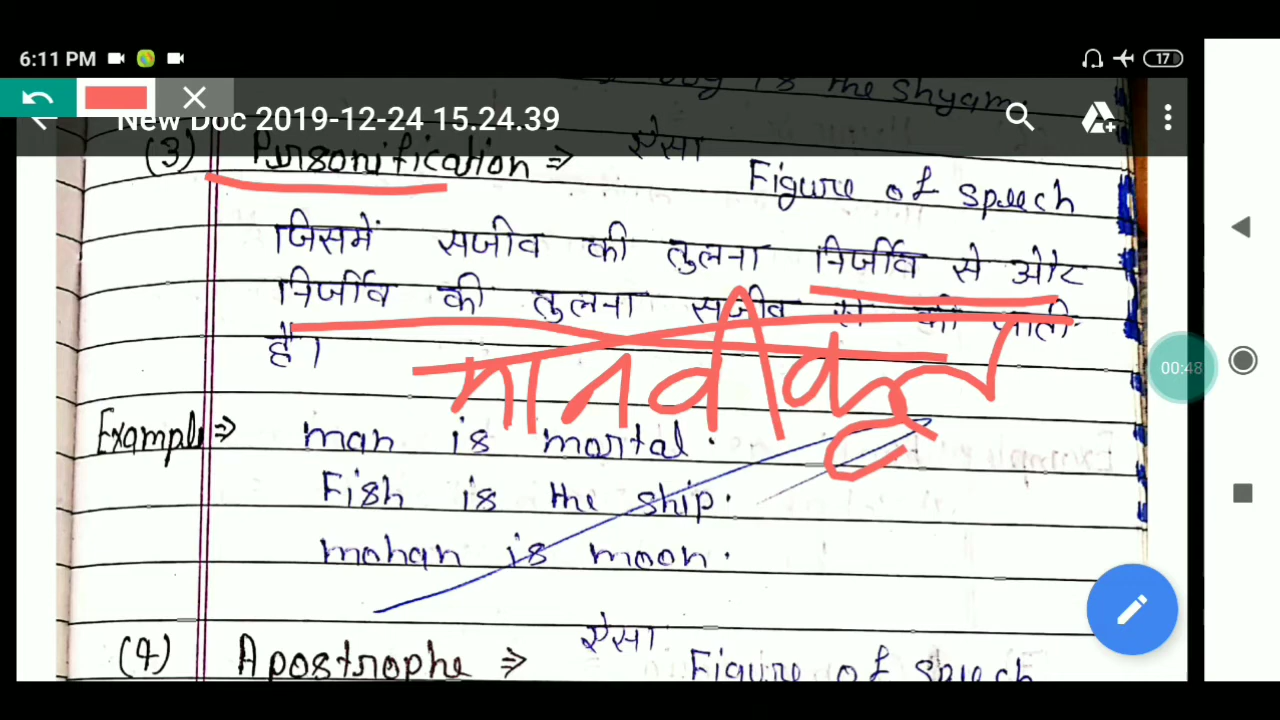 6:11 PM 17
day is the shyam.
New Doc 2019-12-24 15.24.39
(3) Personification ⇒ ऐसा Figure of speech
जिसमें सजीव की तुलना निर्जीव से और
निर्जीव की तुलना सजीव से की जाती
है।
मानवीकृत
00:48
Example ⇒ man is mortal.
Fish is the ship.
mohan is moon.
(4) Apostrophe ⇒ ऐसा Figure of speech